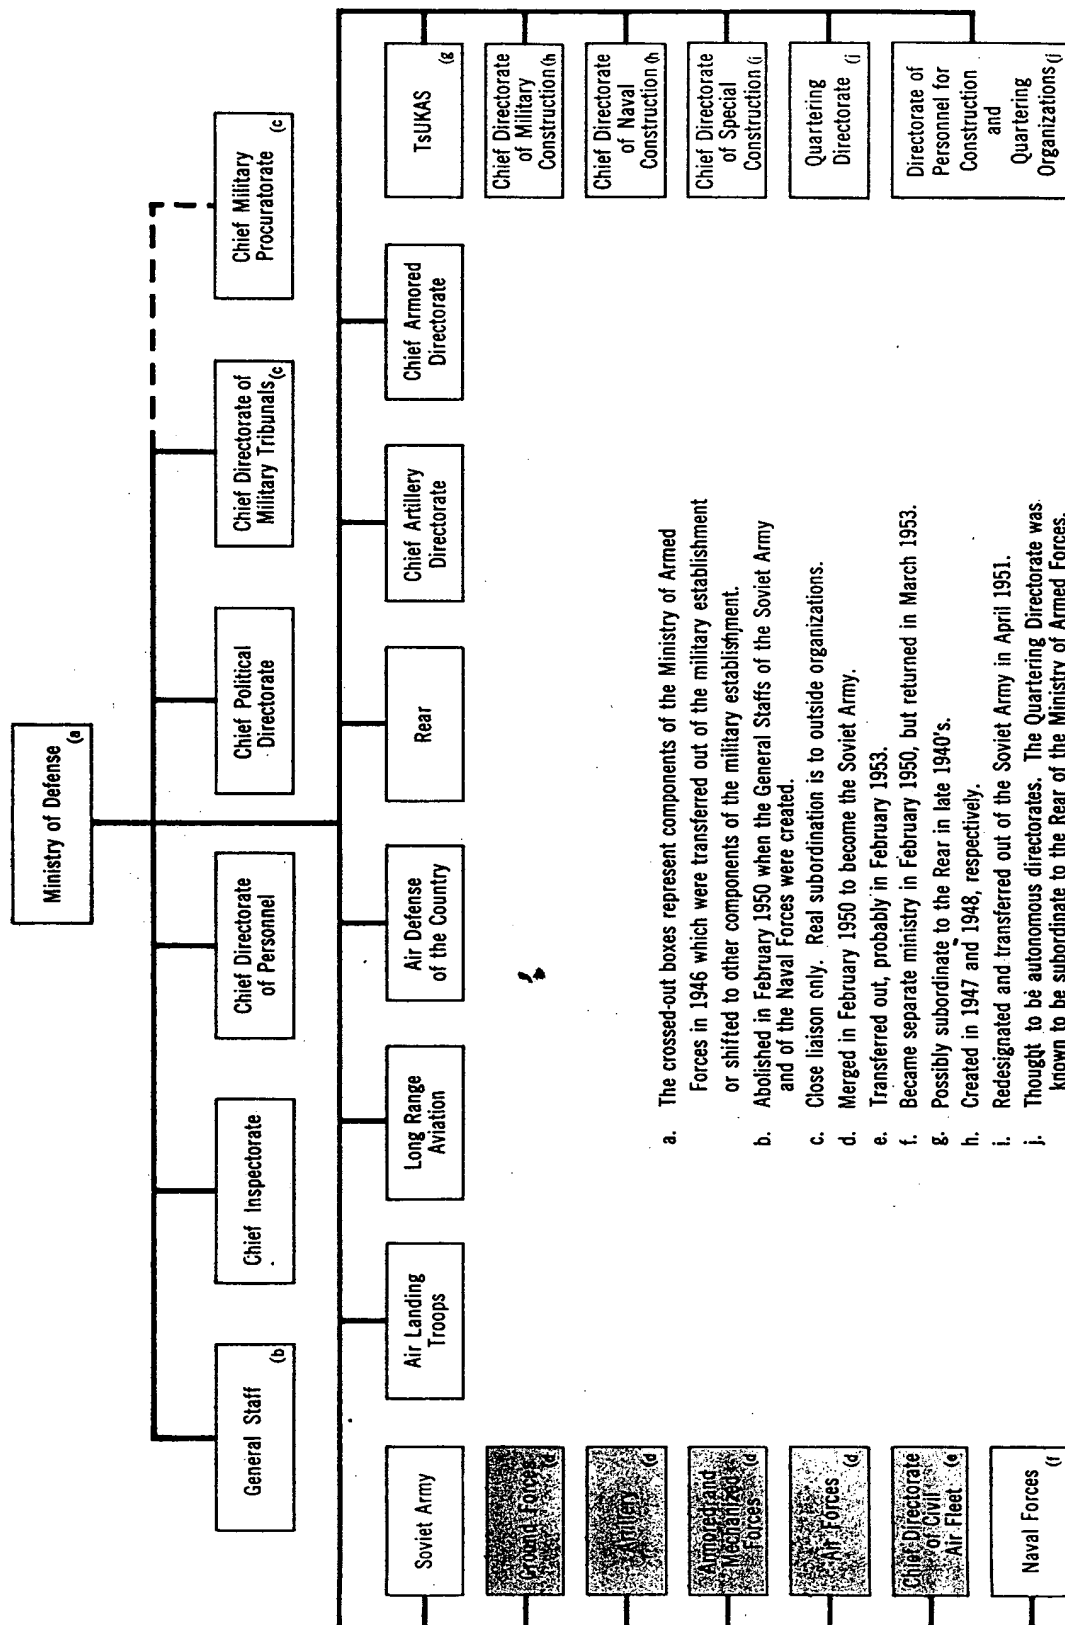 Ministry of Defense
(a
General Staff
(b
Chief Inspectorate
Chief Directorate
of Personnel
Chief Political
Directorate
Chief Directorate of
Military Tribunals
(c
Chief Military
Procuratorate
(c
Soviet Army
Air Landing
Troops
Long Range
Aviation
Air Defense
of the Country
Rear
Chief Artillery
Directorate
Chief Armored
Directorate
TsUKAS
(g
Ground Forces
(d
Chief Directorate
of Military
Construction (h
Artillery
(d
Chief Directorate
of Naval
Construction (h
Armored and
Mechanized
Forces
(d
Chief Directorate
of Special
Construction (i
Air Forces
(d
Quartering
Directorate
(j
Chief Directorate
of Civil
Air Fleet
(e
Directorate of
Personnel for
Construction
and
Quartering
Organizations (j
Naval Forces
(f
a. The crossed-out boxes represent components of the Ministry of Armed
Forces in 1946 which were transferred out of the military establishment
or shifted to other components of the military establishment.
b. Abolished in February 1950 when the General Staffs of the Soviet Army
and of the Naval Forces were created.
c. Close liaison only. Real subordination is to outside organizations.
d. Merged in February 1950 to become the Soviet Army.
e. Transferred out, probably in February 1953.
f. Became separate ministry in February 1950, but returned in March 1953.
g. Possibly subordinate to the Rear in late 1940's.
h. Created in 1947 and 1948, respectively.
i. Redesignated and transferred out of the Soviet Army in April 1951.
j. Thought to be autonomous directorates. The Quartering Directorate was
known to be subordinate to the Rear of the Ministry of Armed Forces.